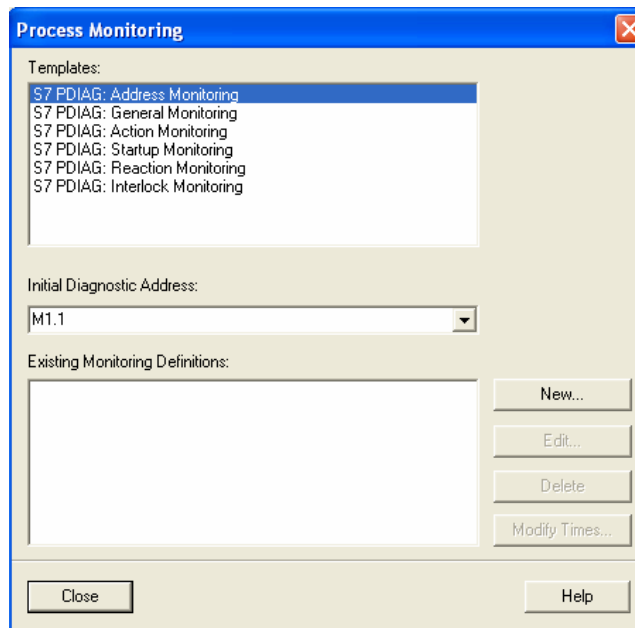 Process Monitoring
Templates:
S7 PDIAG: Address Monitoring
S7 PDIAG: General Monitoring
S7 PDIAG: Action Monitoring
S7 PDIAG: Startup Monitoring
S7 PDIAG: Reaction Monitoring
S7 PDIAG: Interlock Monitoring
Initial Diagnostic Address:
M1.1
Existing Monitoring Definitions:
New...
Edit...
Delete
Modify Times...
Close
Help